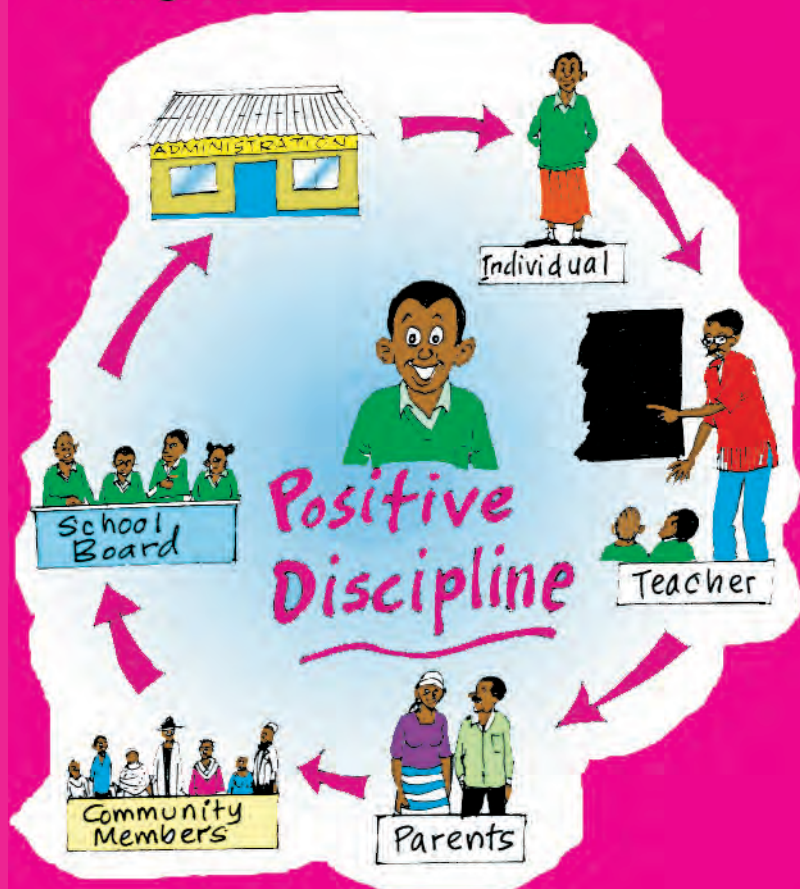 ADMINISTRATION
Individual
Positive
Discipline
School
Board
Teacher
Community
Members
Parents